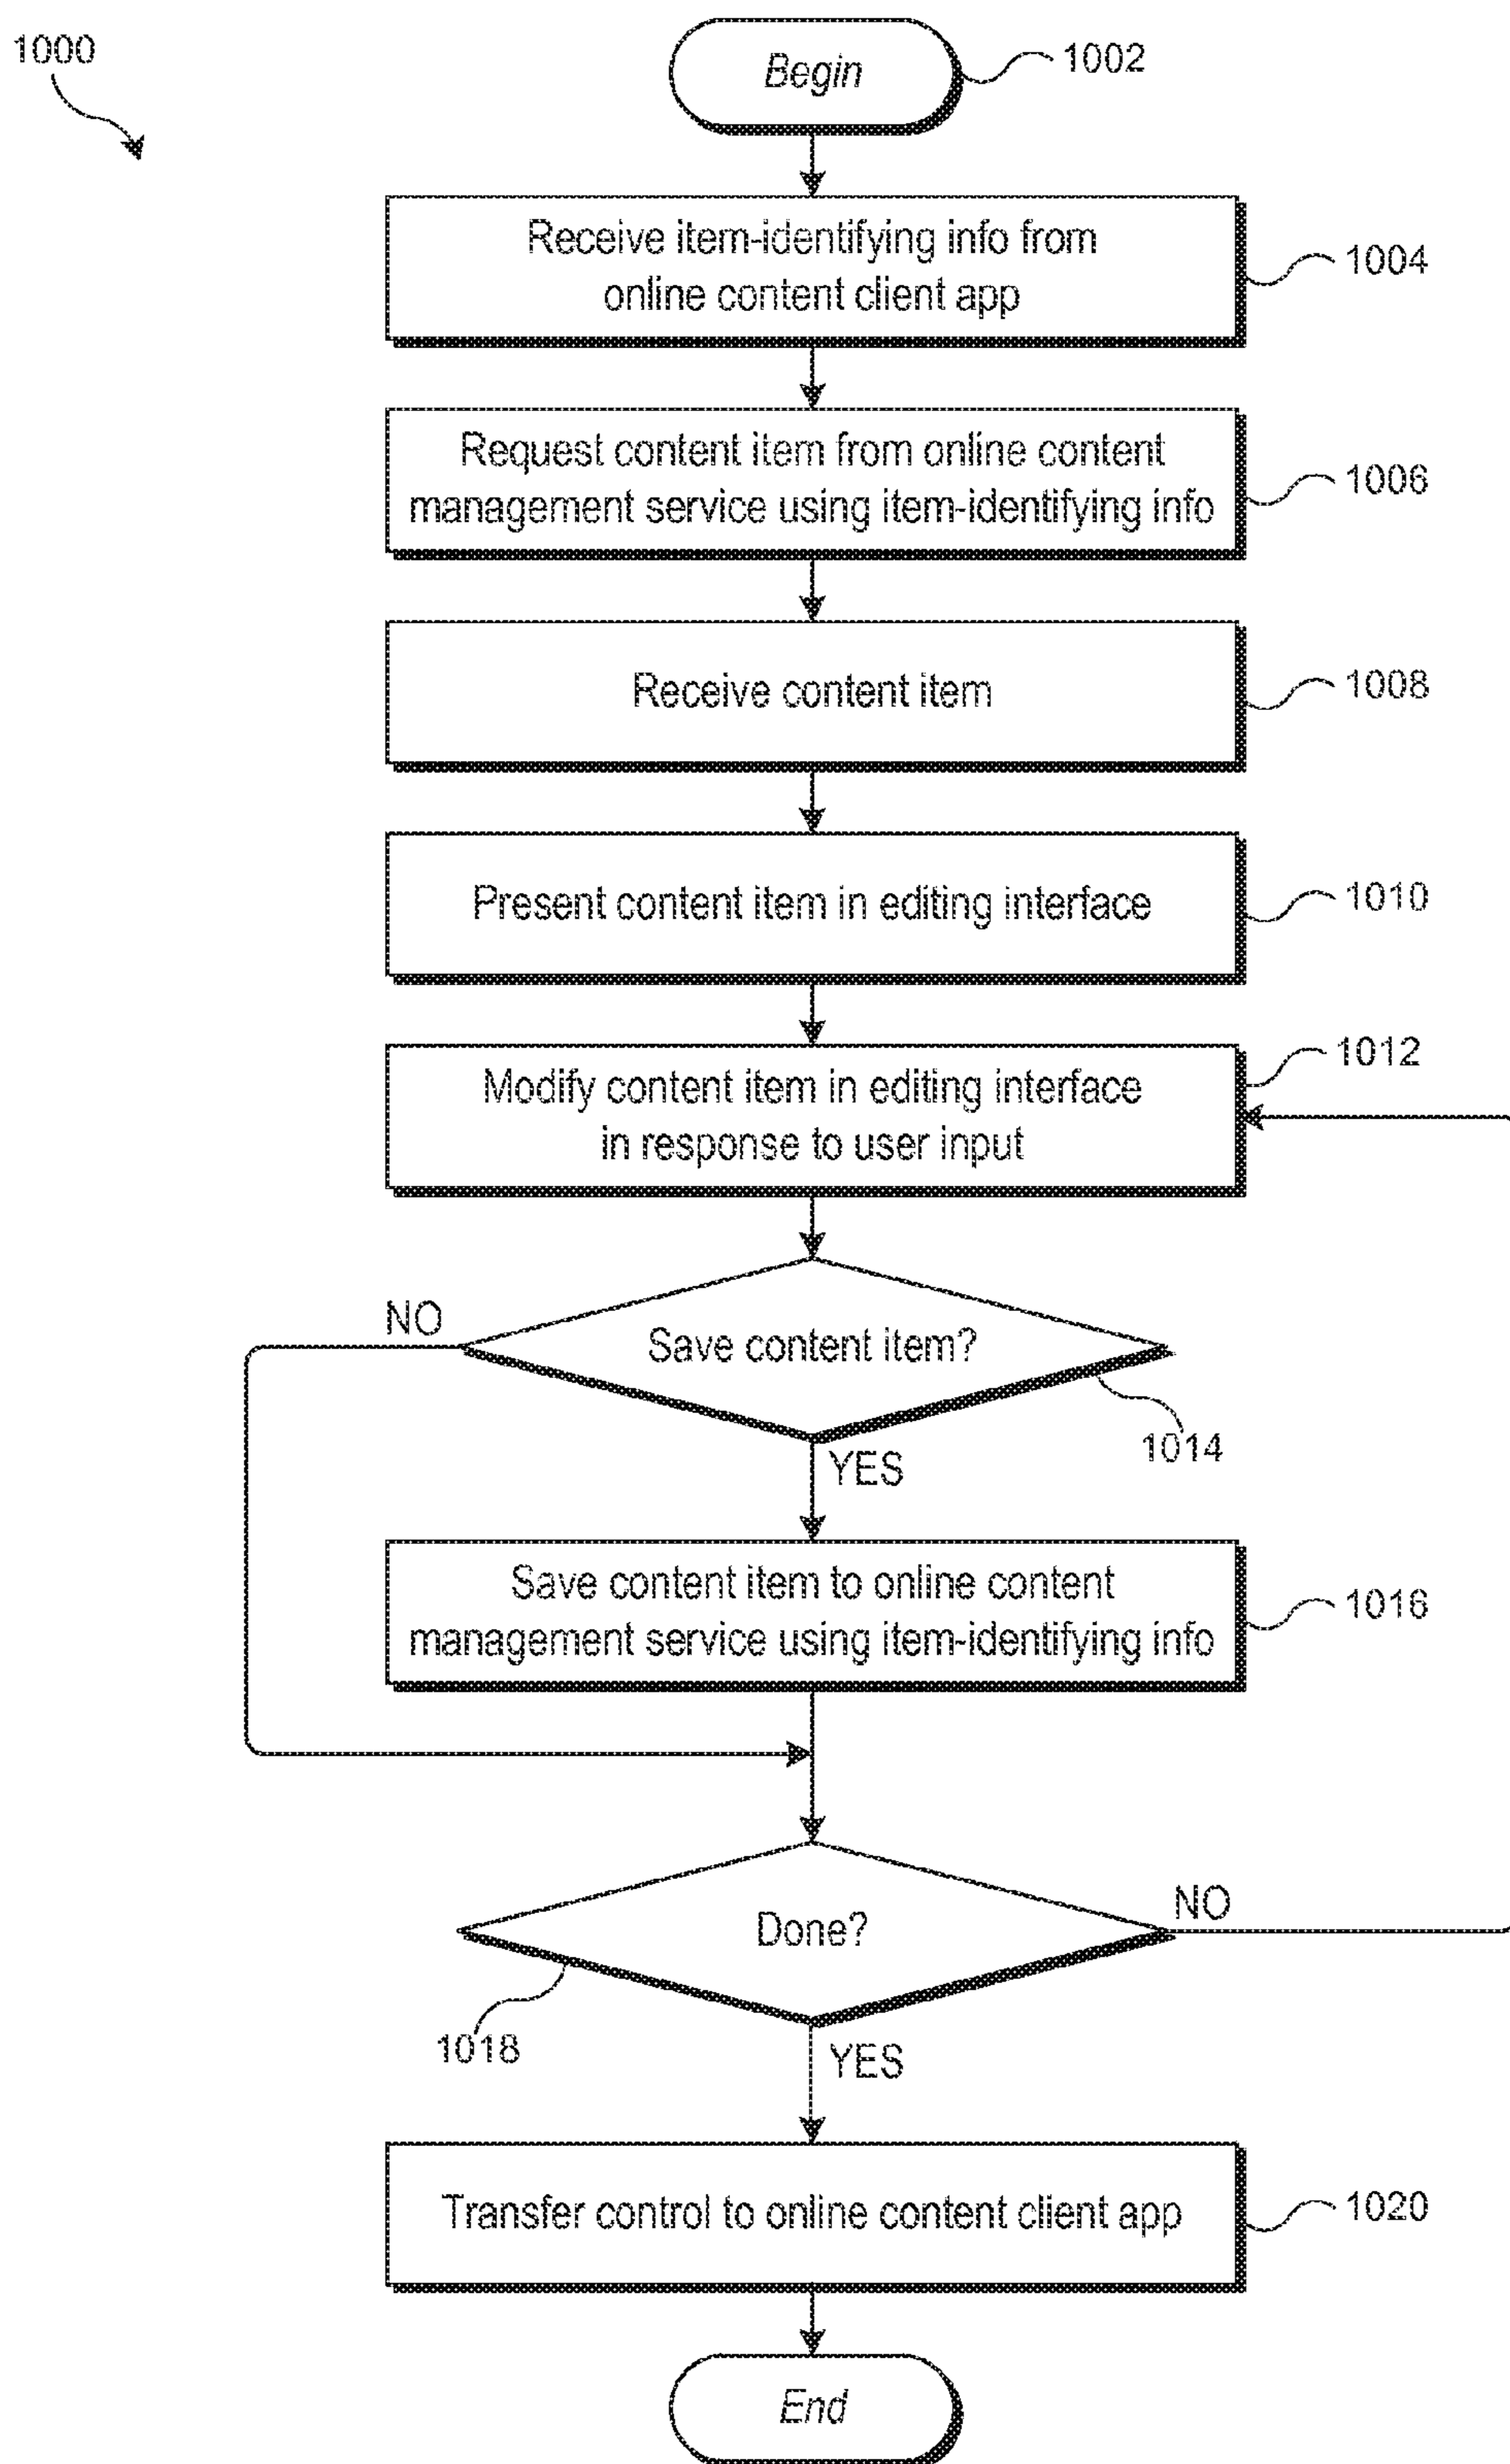 1000
Begin
1002
Receive item-identifying info from
online content client app
1004
Request content item from online content
management service using item-identifying info
1006
Receive content item
1008
Present content item in editing interface
1010
Modify content item in editing interface
in response to user input
1012
NO
Save content item?
1014
YES
Save content item to online content
management service using item-identifying info
1016
Done?
NO
1018
YES
Transfer control to online content client app
1020
End